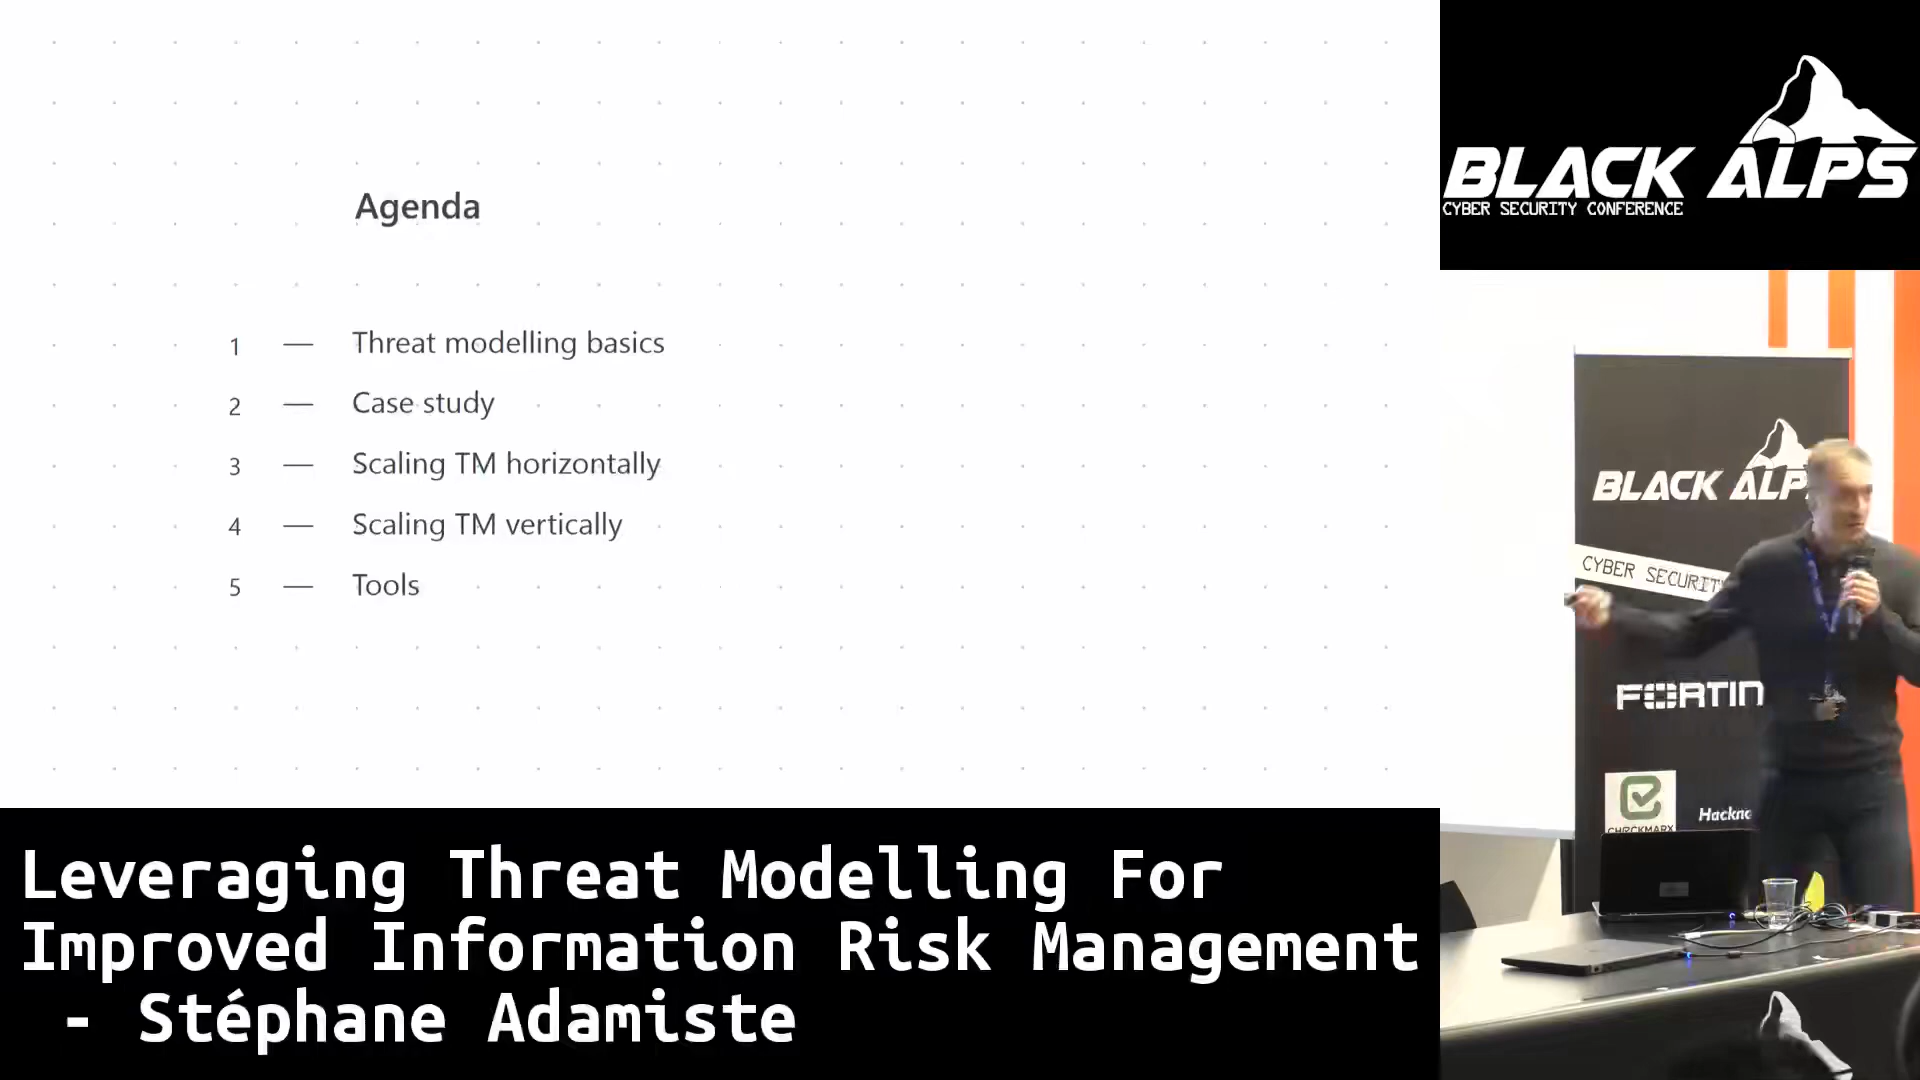 Agenda
1 — Threat modelling basics
2 — Case study
3 — Scaling TM horizontally
4 — Scaling TM vertically
5 — Tools
BLACK ALPS
CYBER SECURITY CONFERENCE
BLACK ALP
CYBER SECURIT
FORTIN
CHECKMARX
Hackn
Leveraging Threat Modelling For
Improved Information Risk Management
- Stéphane Adamiste